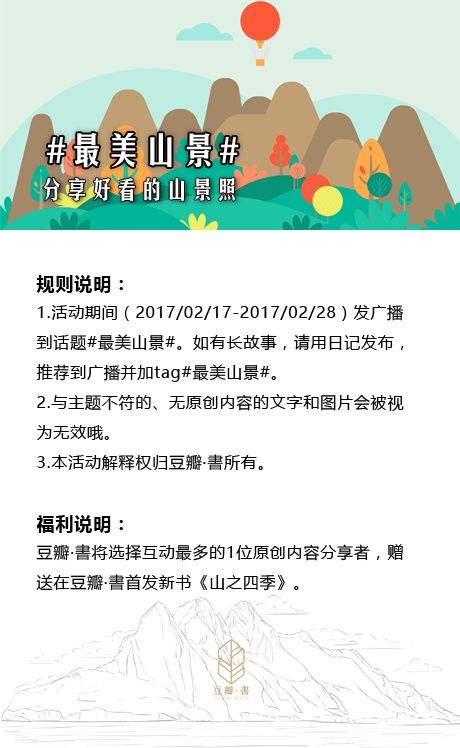 #最美山景#
分享好看的山景照
规则说明：
1.活动期间（2017/02/17-2017/02/28）发广播
到话题#最美山景#。如有长故事，请用日记发布，
推荐到广播并加tag#最美山景#。
2.与主题不符的、无原创内容的文字和图片会被视
为无效哦。
3.本活动解释权归豆瓣·書所有。
福利说明：
豆瓣·書将选择互动最多的1位原创内容分享者，赠
送在豆瓣·書首发新书《山之四季》。
豆瓣·書